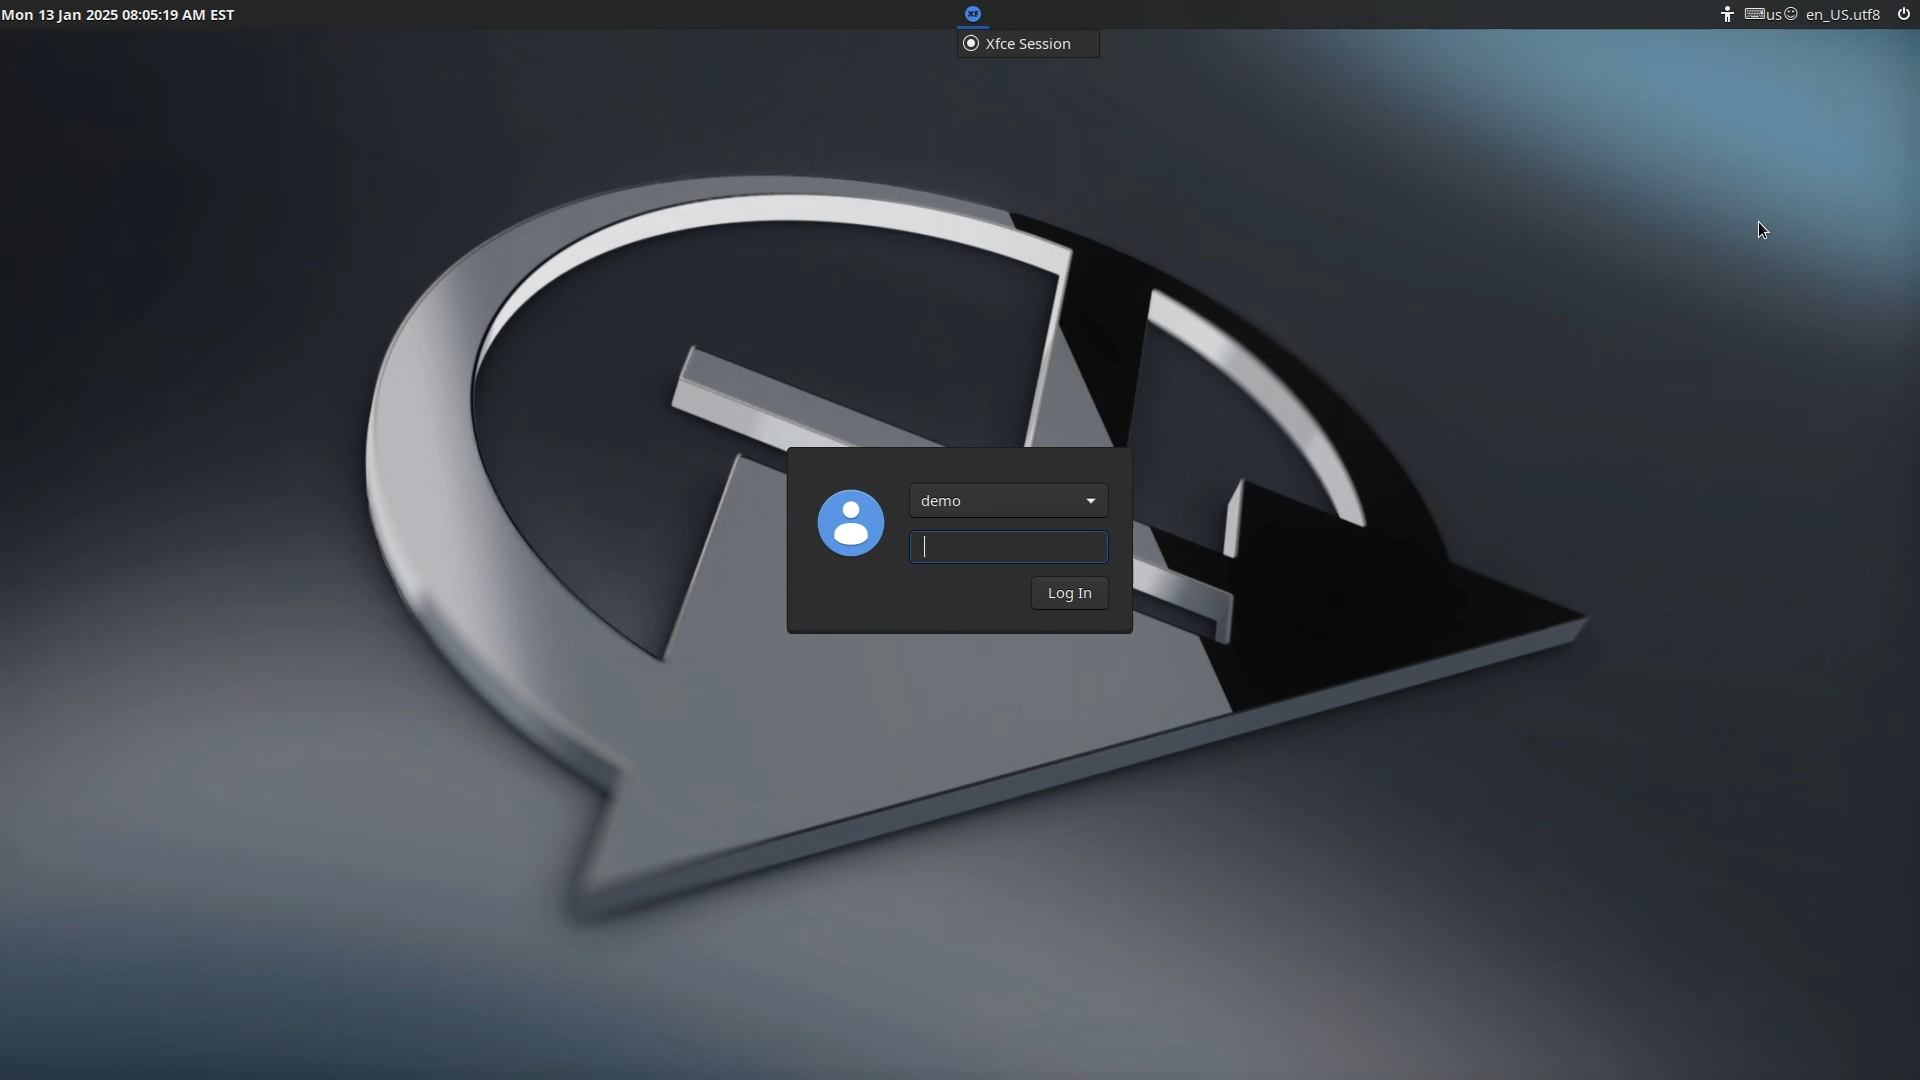 Mon 13 Jan 2025 08:05:19 AM EST
us
en_US.utf8
Xfce Session
demo
Log In